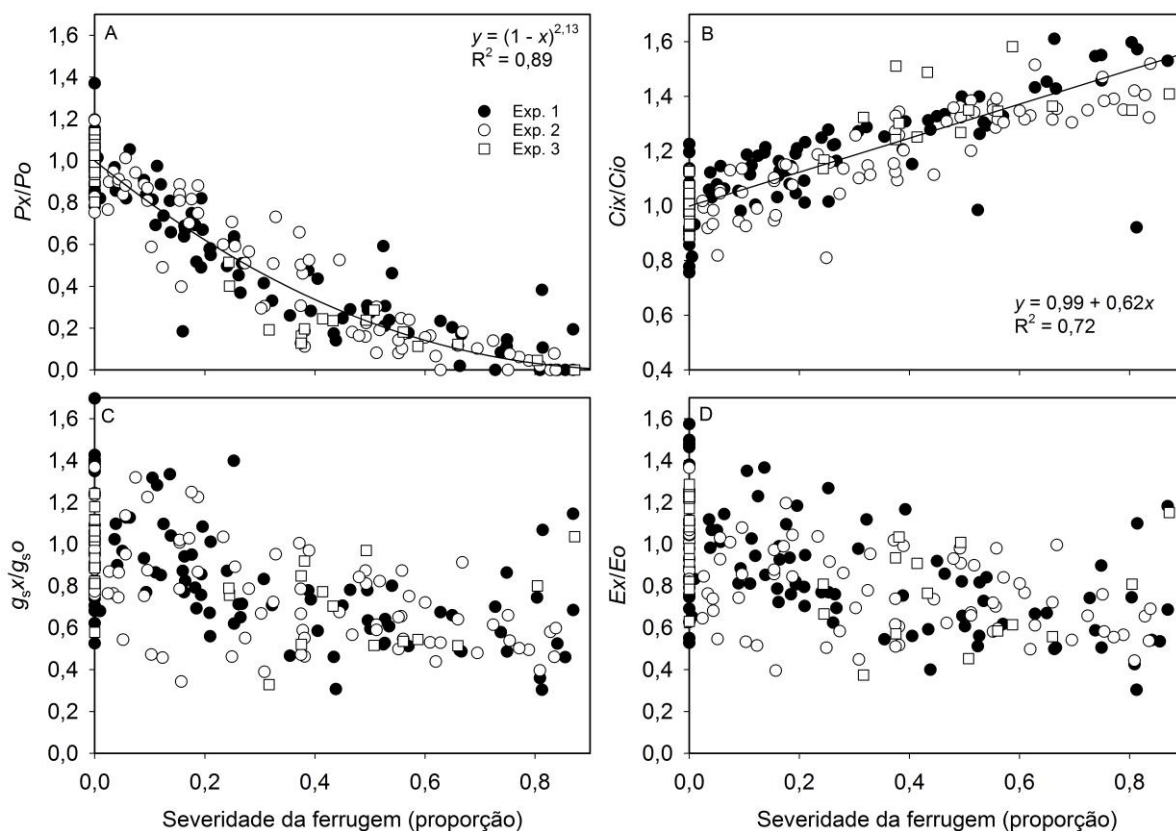 A
y = (1 - x)^2,13
R² = 0,89
Exp. 1
Exp. 2
Exp. 3
Px/Po
1,6
1,4
1,2
1,0
0,8
0,6
0,4
0,2
0,0
B
y = 0,99 + 0,62x
R² = 0,72
Cix/Cio
1,6
1,4
1,2
1,0
0,8
0,6
0,4
C
gₛx/gₛo
1,6
1,4
1,2
1,0
0,8
0,6
0,4
0,2
0,0
0,0 0,2 0,4 0,6 0,8
Severidade da ferrugem (proporção)
D
Ex/Eo
1,6
1,4
1,2
1,0
0,8
0,6
0,4
0,2
0,0
0,0 0,2 0,4 0,6 0,8
Severidade da ferrugem (proporção)